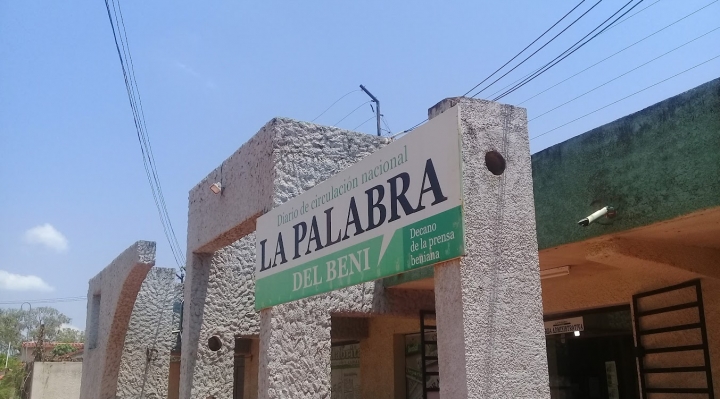 Diario de circulación nacional
LA PALABRA
DEL BENI
Decano
de la prensa
beniana